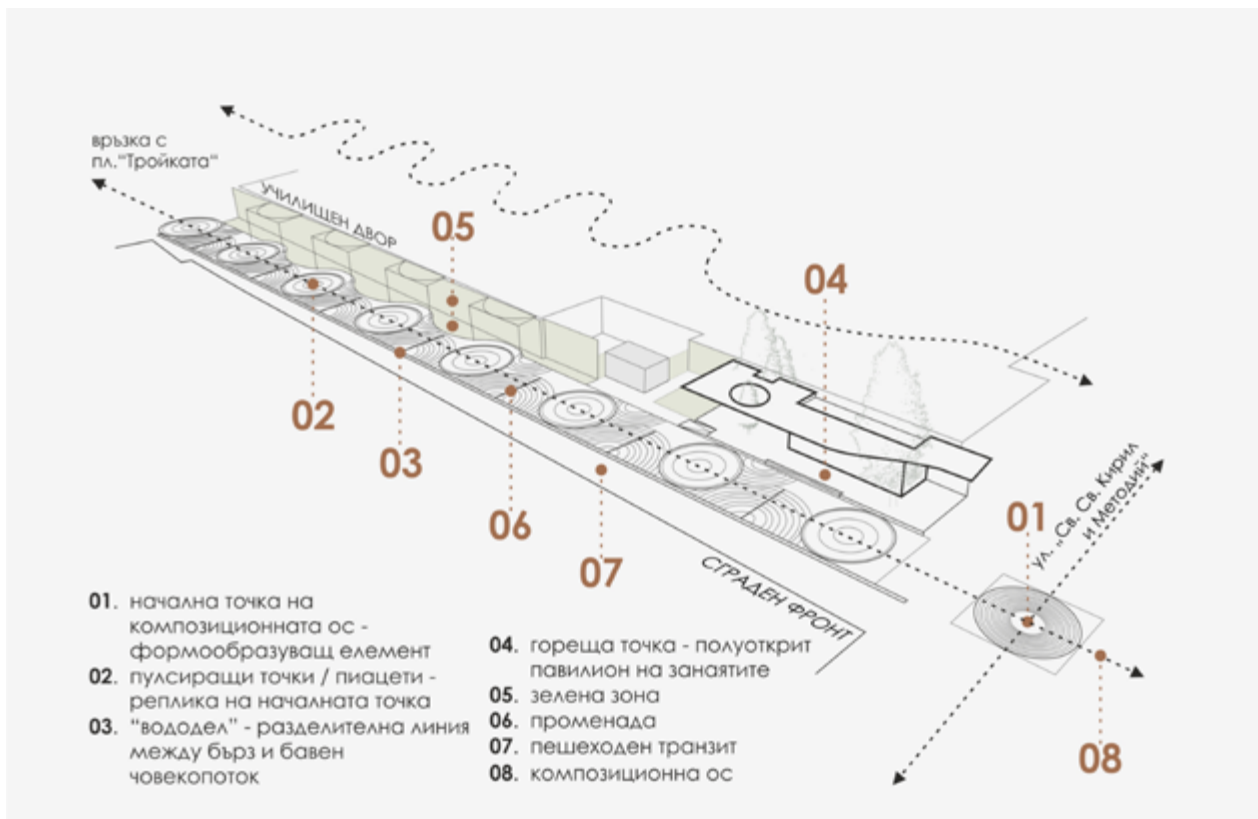 връзка с
пл."Тройката"
УЧИЛИЩЕН ДВОР
05
04
02
03
06
07
01
ул. „Св. Св. Кирил
и Методий“
СГРАДЕН ФРОНТ
08
01. начална точка на
композиционната ос -
формообразуващ елемент
02. пулсиращи точки / пиацети -
реплика на началната точка
03. "вододел" - разделителна линия
между бърз и бавен
човекопоток
04. гореща точка - полуоткрит
павилион на занаятите
05. зелена зона
06. променада
07. пешеходен транзит
08. композиционна ос